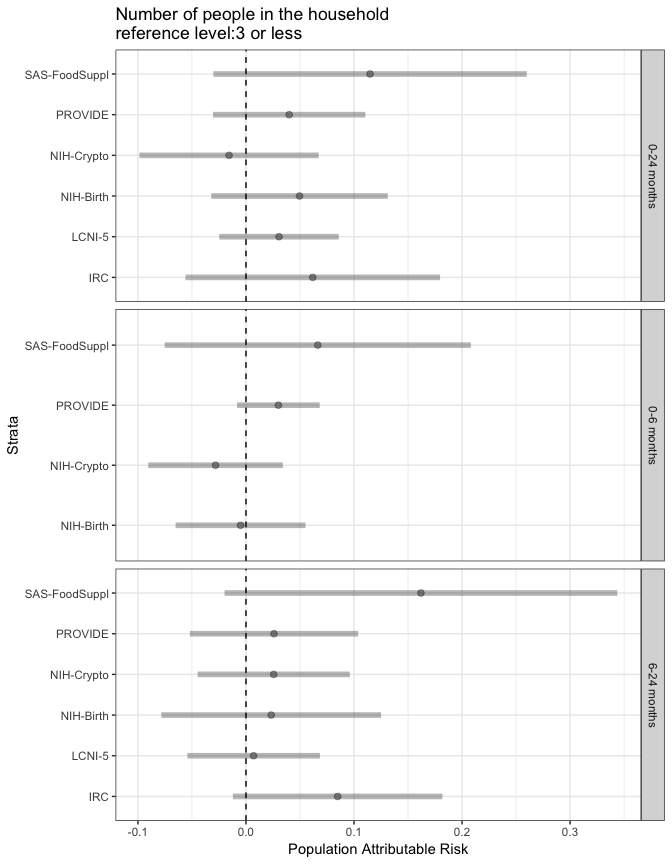 Number of people in the household
reference level:3 or less
Strata
SAS-FoodSuppl
PROVIDE
NIH-Crypto
NIH-Birth
LCNI-5
IRC
0-24 months
SAS-FoodSuppl
PROVIDE
NIH-Crypto
NIH-Birth
0-6 months
SAS-FoodSuppl
PROVIDE
NIH-Crypto
NIH-Birth
LCNI-5
IRC
6-24 months
-0.1 0.0 0.1 0.2 0.3
Population Attributable Risk